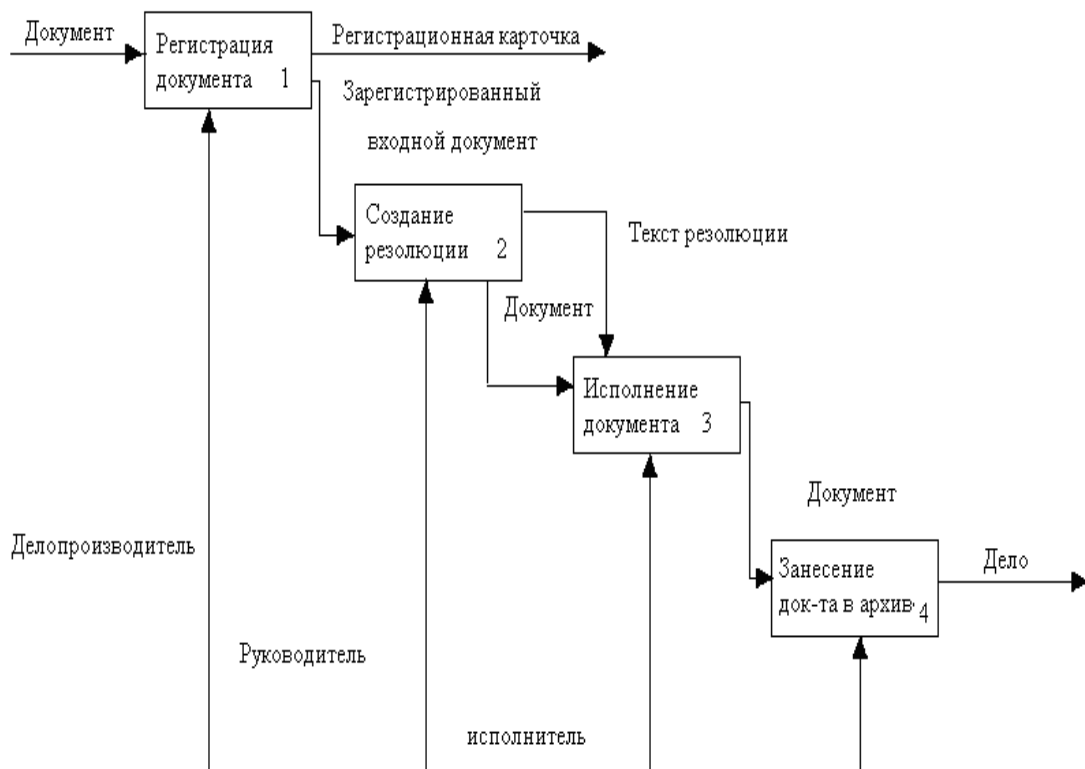 Документ
Регистрация
документа 1
Регистрационная карточка
Зарегистрированный
входной документ
Создание
резолюции 2
Текст резолюции
Документ
Исполнение
документа 3
Документ
Делопроизводитель
Занесение
док-та в архив. 4
Дело
Руководитель
исполнитель